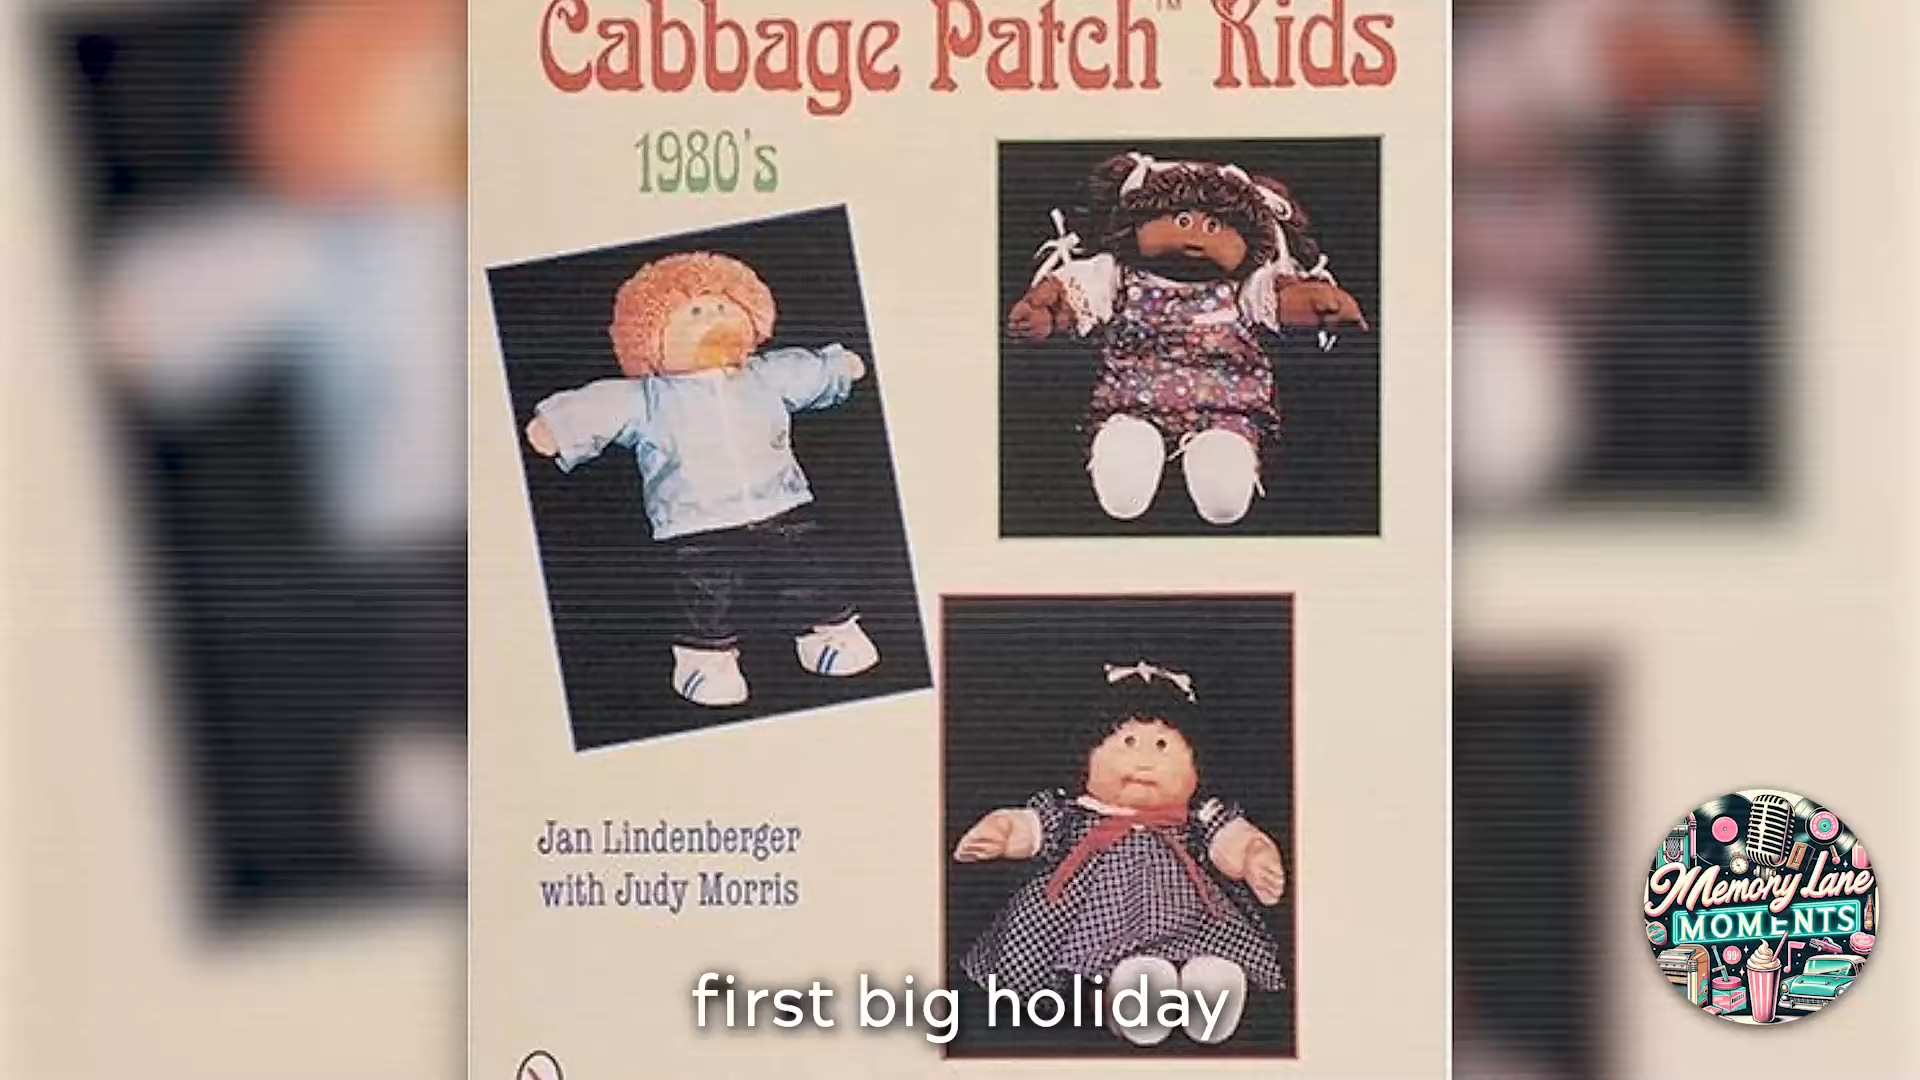 Cabbage Patch™ Kids
1980's
Jan Lindenberger
with Judy Morris
first big holiday
Memory Lane
MOMENTS